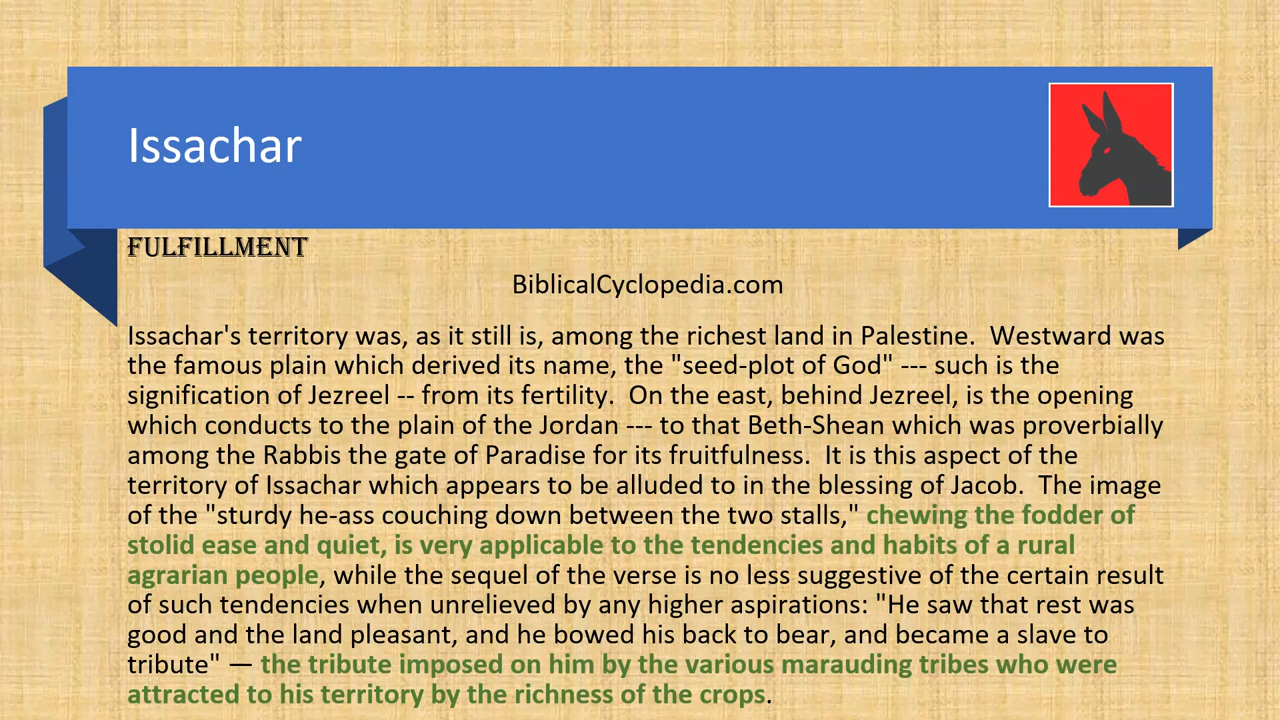 Issachar
FULFILLMENT
BiblicalCyclopedia.com
Issachar's territory was, as it still is, among the richest land in Palestine.  Westward was
the famous plain which derived its name, the "seed-plot of God" --- such is the
signification of Jezreel -- from its fertility.  On the east, behind Jezreel, is the opening
which conducts to the plain of the Jordan --- to that Beth-Shean which was proverbially
among the Rabbis the gate of Paradise for its fruitfulness.  It is this aspect of the
territory of Issachar which appears to be alluded to in the blessing of Jacob.  The image
of the "sturdy he-ass couching down between the two stalls," chewing the fodder of
stolid ease and quiet, is very applicable to the tendencies and habits of a rural
agrarian people, while the sequel of the verse is no less suggestive of the certain result
of such tendencies when unrelieved by any higher aspirations: "He saw that rest was
good and the land pleasant, and he bowed his back to bear, and became a slave to
tribute" — the tribute imposed on him by the various marauding tribes who were
attracted to his territory by the richness of the crops.